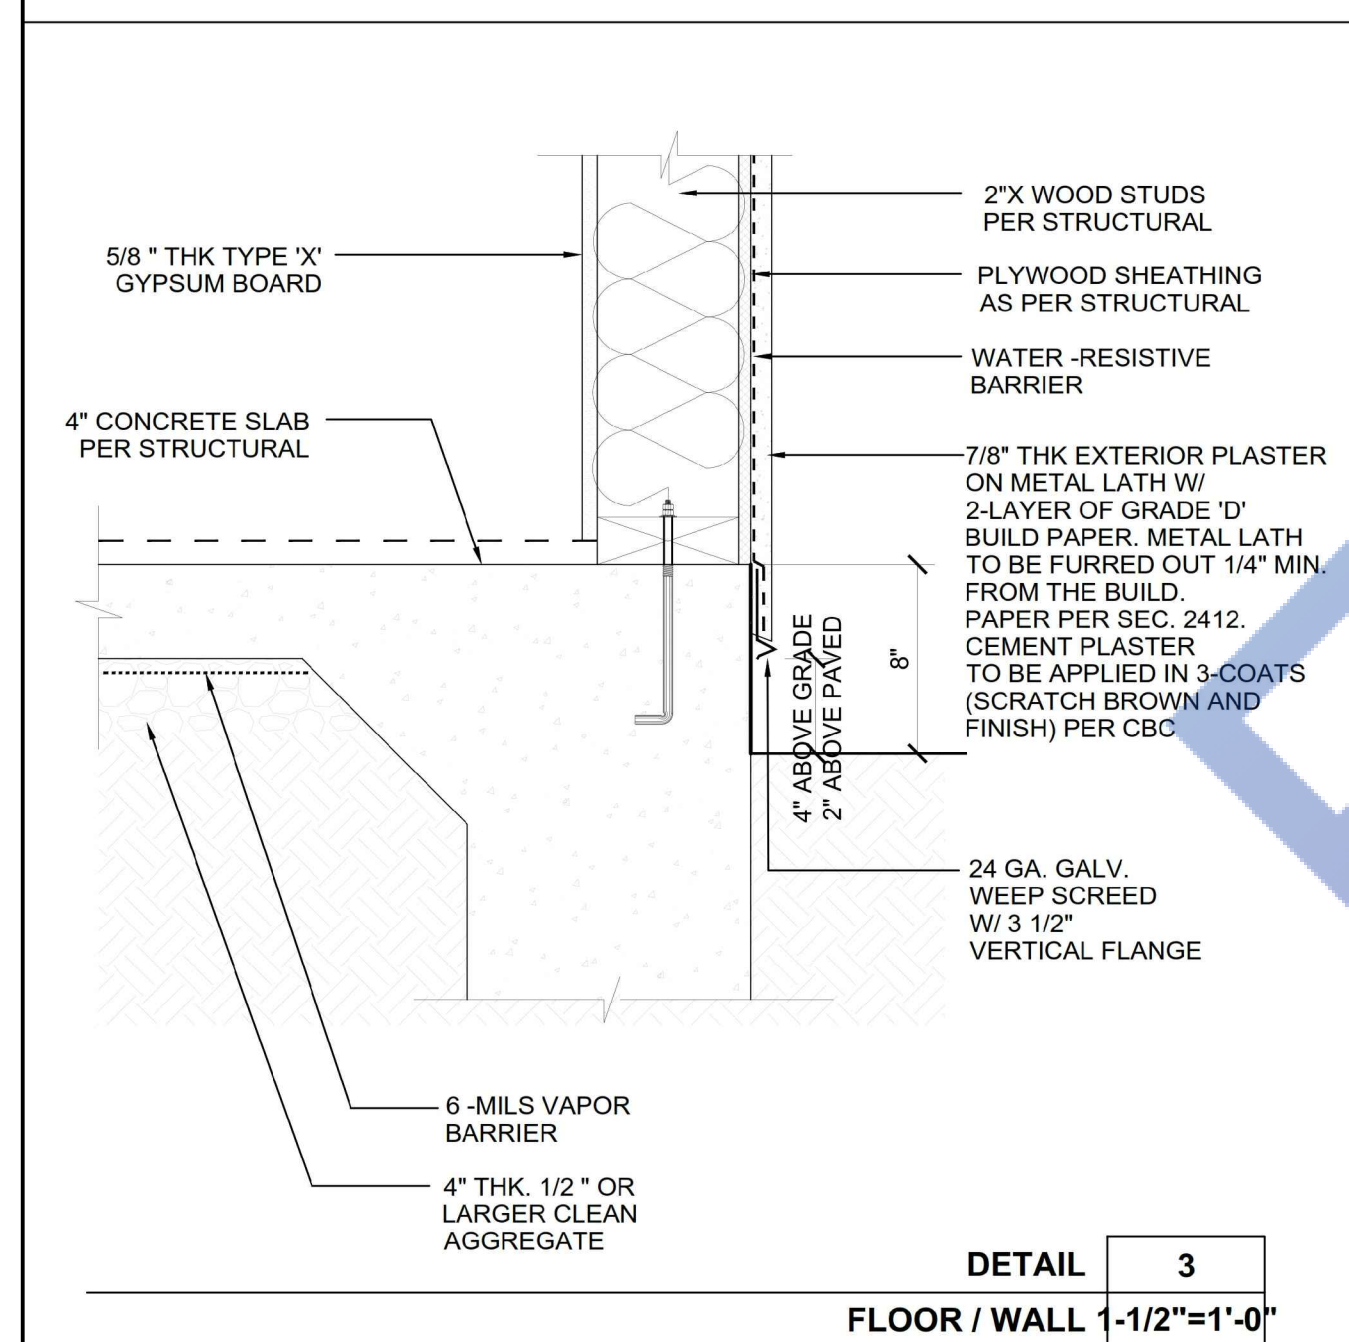 2"X WOOD STUDS
PER STRUCTURAL
5/8 " THK TYPE 'X'
GYPSUM BOARD
PLYWOOD SHEATHING
AS PER STRUCTURAL
WATER -RESISTIVE
BARRIER
4" CONCRETE SLAB
PER STRUCTURAL
7/8" THK EXTERIOR PLASTER
ON METAL LATH W/
2-LAYER OF GRADE 'D'
BUILD PAPER. METAL LATH
TO BE FURRED OUT 1/4" MIN.
FROM THE BUILD.
PAPER PER SEC. 2412.
CEMENT PLASTER
TO BE APPLIED IN 3-COATS
(SCRATCH BROWN AND
FINISH) PER CBC
4" ABOVE GRADE
2" ABOVE PAVED
8"
24 GA. GALV.
WEEP SCREED
W/ 3 1/2"
VERTICAL FLANGE
6 -MILS VAPOR
BARRIER
4" THK. 1/2 " OR
LARGER CLEAN
AGGREGATE
DETAIL 3
FLOOR / WALL 1-1/2"=1'-0"